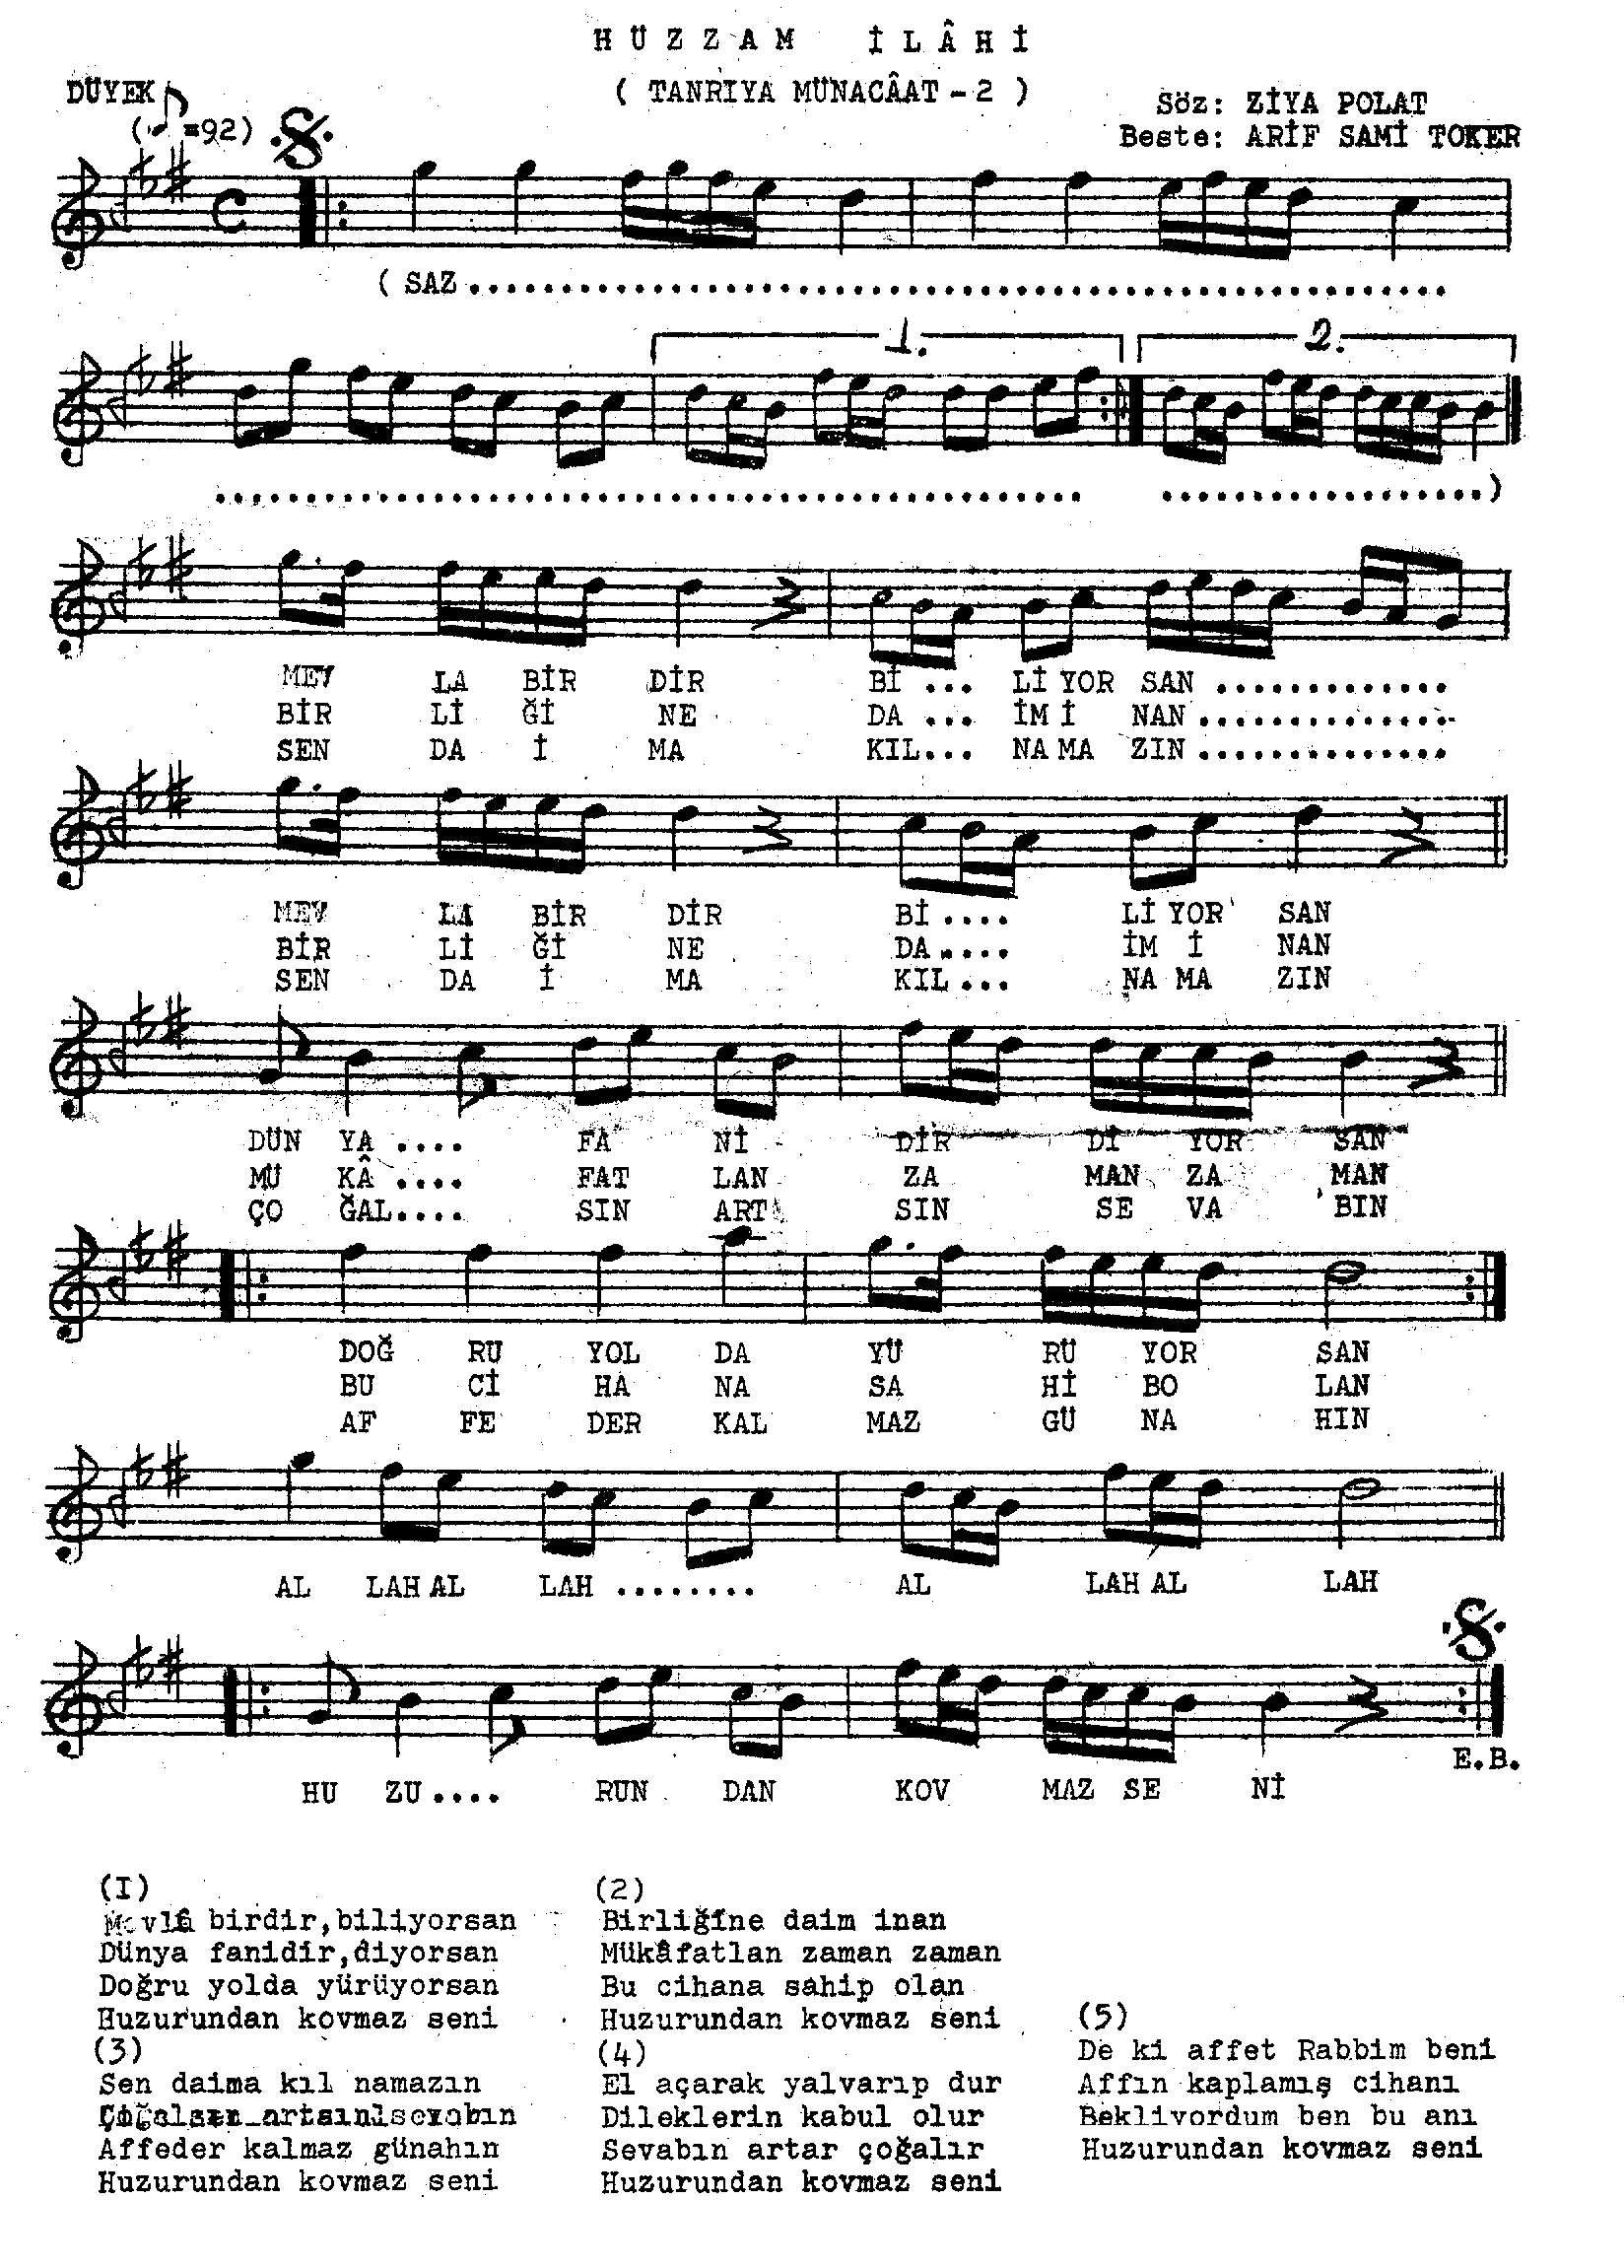 HÜZZAM İLÂHİ
DÜYEK
( TANRIYA MÜNACÂAT - 2 )
( =92)
Söz: ZİYA POLAT
Beste: ARİF SAMİ TOKER
( SAZ ..................................................
1. 2.
.................................................. ..................)
MEV LA BİR DİR Bİ ... Lİ YOR SAN .............
BİR Lİ Ğİ NE DA ... İM İ NAN ..............
SEN DA İ MA KIL... NA MA ZIN ..............
MEV LA BİR DİR Bİ .... Lİ YOR SAN
BİR Lİ Ğİ NE DA .... İM İ NAN
SEN DA İ MA KIL ... NA MA ZIN
DÜN YA .... FA Nİ DİR Dİ YOR SAN
MÜ KÂ .... FAT LAN ZA MAN ZA MAN
ÇO ĞAL.... SIN ART SIN SE VA BIN
DOĞ RU YOL DA YÜ RÜ YOR SAN
BU Cİ HA NA SA Hİ BO LAN
AF FE DER KAL MAZ GÜ NA HIN
AL LAH AL LAH ........ AL LAH AL LAH
E.B.
HU ZU .... RUN DAN KOV MAZ SE Nİ
(I)
Mevlâ birdir,biliyorsan
Dünya fanidir,diyorsan
Doğru yolda yürüyorsan
Huzurundan kovmaz seni
(2)
Birliğine daim inan
Mükâfatlan zaman zaman
Bu cihana sahip olan
Huzurundan kovmaz seni
(3)
Sen daima kıl namazın
Çoğalsın artsın sevabın
Affeder kalmaz günahın
Huzurundan kovmaz seni
(4)
El açarak yalvarıp dur
Dileklerin kabul olur
Sevabın artar çoğalır
Huzurundan kovmaz seni
(5)
De ki affet Rabbim beni
Affın kaplamış cihanı
Bekliyordum ben bu anı
Huzurundan kovmaz seni